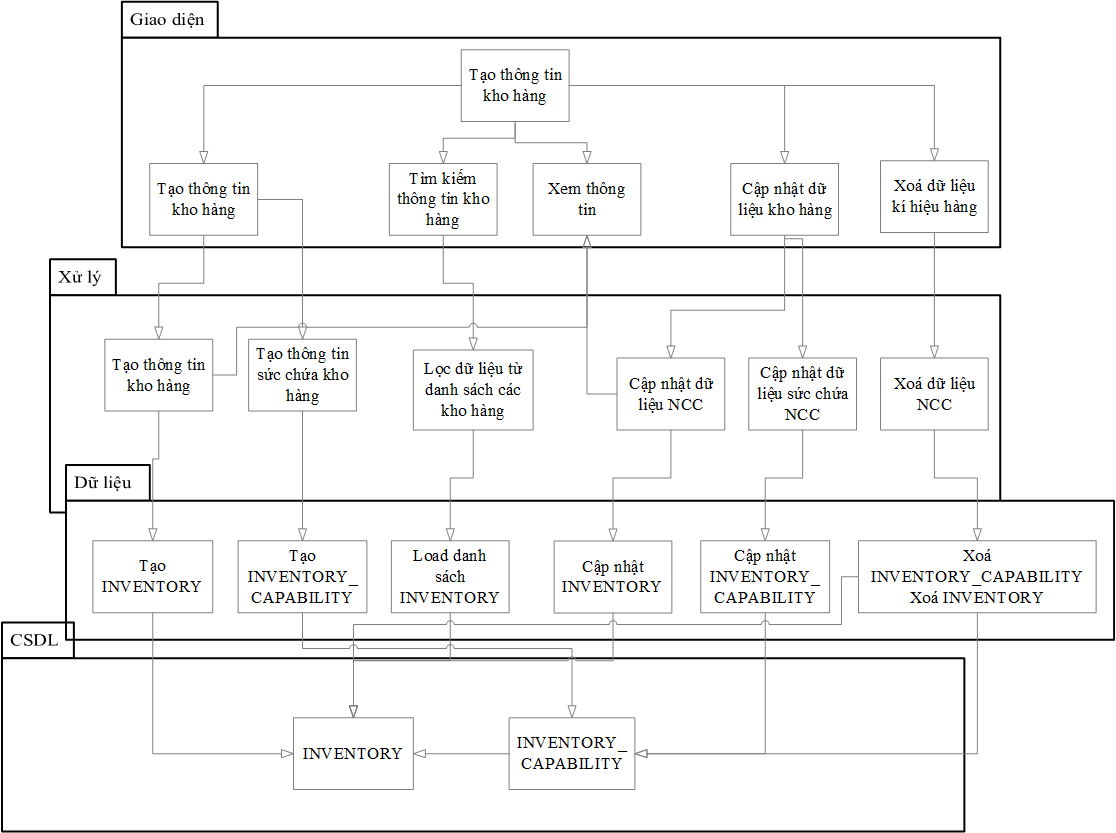 Giao diện
Tạo thông tin
kho hàng
Tạo thông tin
kho hàng
Tìm kiếm
thông tin kho
hàng
Xem thông
tin
Cập nhật dữ
liệu kho hàng
Xoá dữ liệu
kí hiệu hàng
Xử lý
Tạo thông tin
kho hàng
Tạo thông tin
sức chứa kho
hàng
Lọc dữ liệu từ
danh sách các
kho hàng
Cập nhật dữ
liệu NCC
Cập nhật dữ
liệu sức chứa
NCC
Xoá dữ liệu
NCC
Dữ liệu
Tạo
INVENTORY
Tạo
INVENTORY_
CAPABILITY
Load danh
sách
INVENTORY
Cập nhật
INVENTORY
Cập nhật
INVENTORY_
CAPABILITY
Xoá
INVENTORY_CAPABILITY
Xoá INVENTORY
CSDL
INVENTORY
INVENTORY_
CAPABILITY